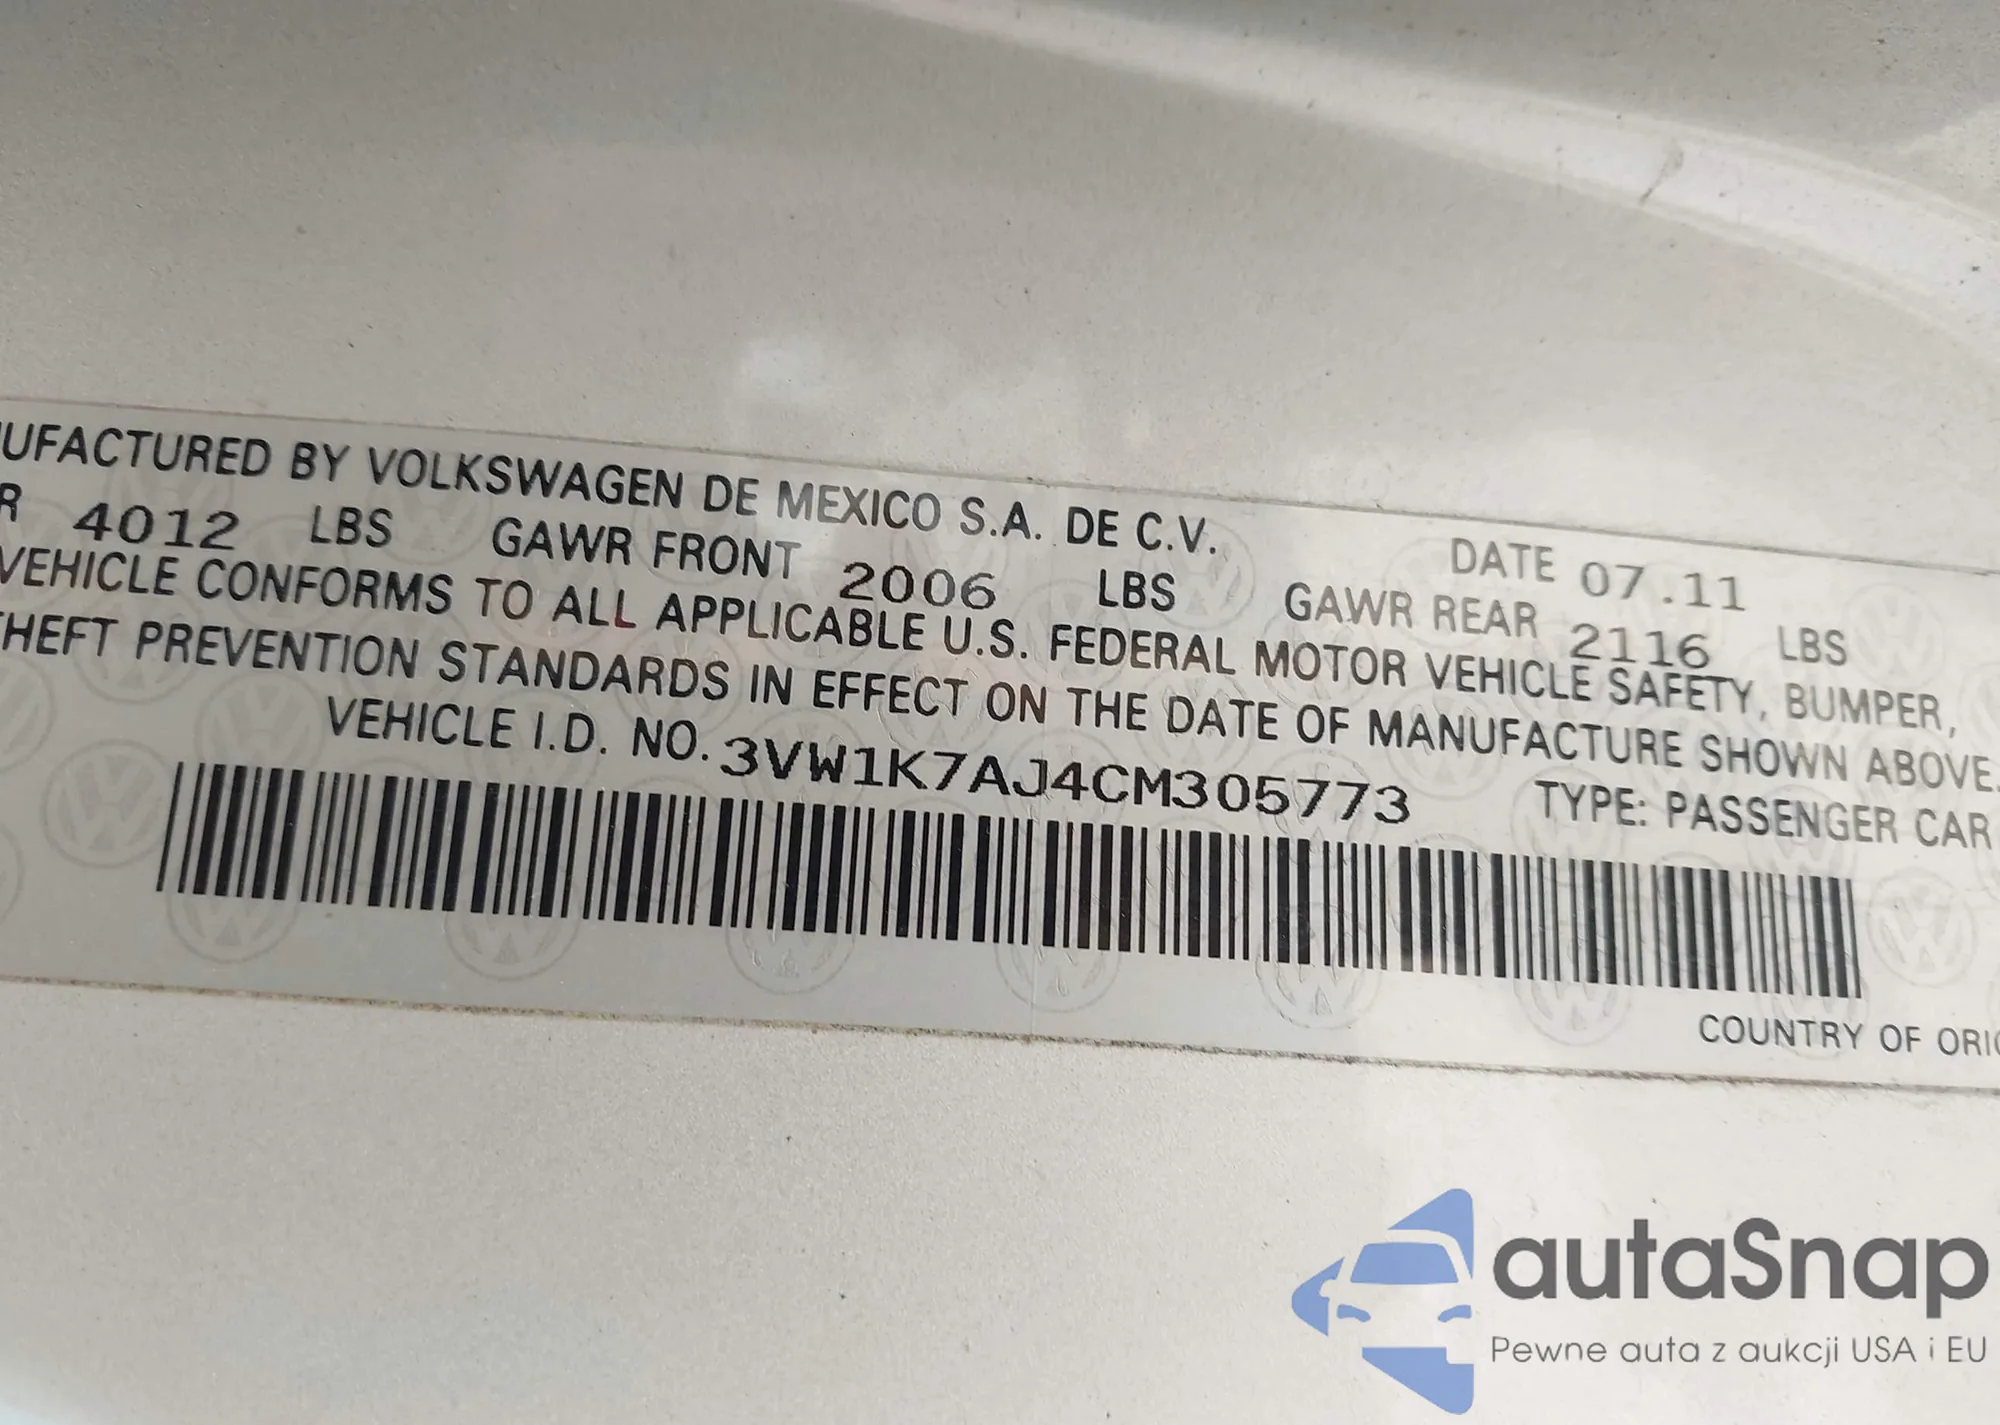 UFACTURED BY VOLKSWAGEN DE MEXICO S.A. DE C.V. DATE 07.11
R 4012 LBS GAWR FRONT 2006 LBS GAWR REAR 2116 LBS
VEHICLE CONFORMS TO ALL APPLICABLE U.S. FEDERAL MOTOR VEHICLE SAFETY, BUMPER,
HEFT PREVENTION STANDARDS IN EFFECT ON THE DATE OF MANUFACTURE SHOWN ABOVE.
VEHICLE I.D. NO. 3VW1K7AJ4CM305773 TYPE: PASSENGER CAR
COUNTRY OF ORIG
autaSnap
Pewne auta z aukcji USA i EU